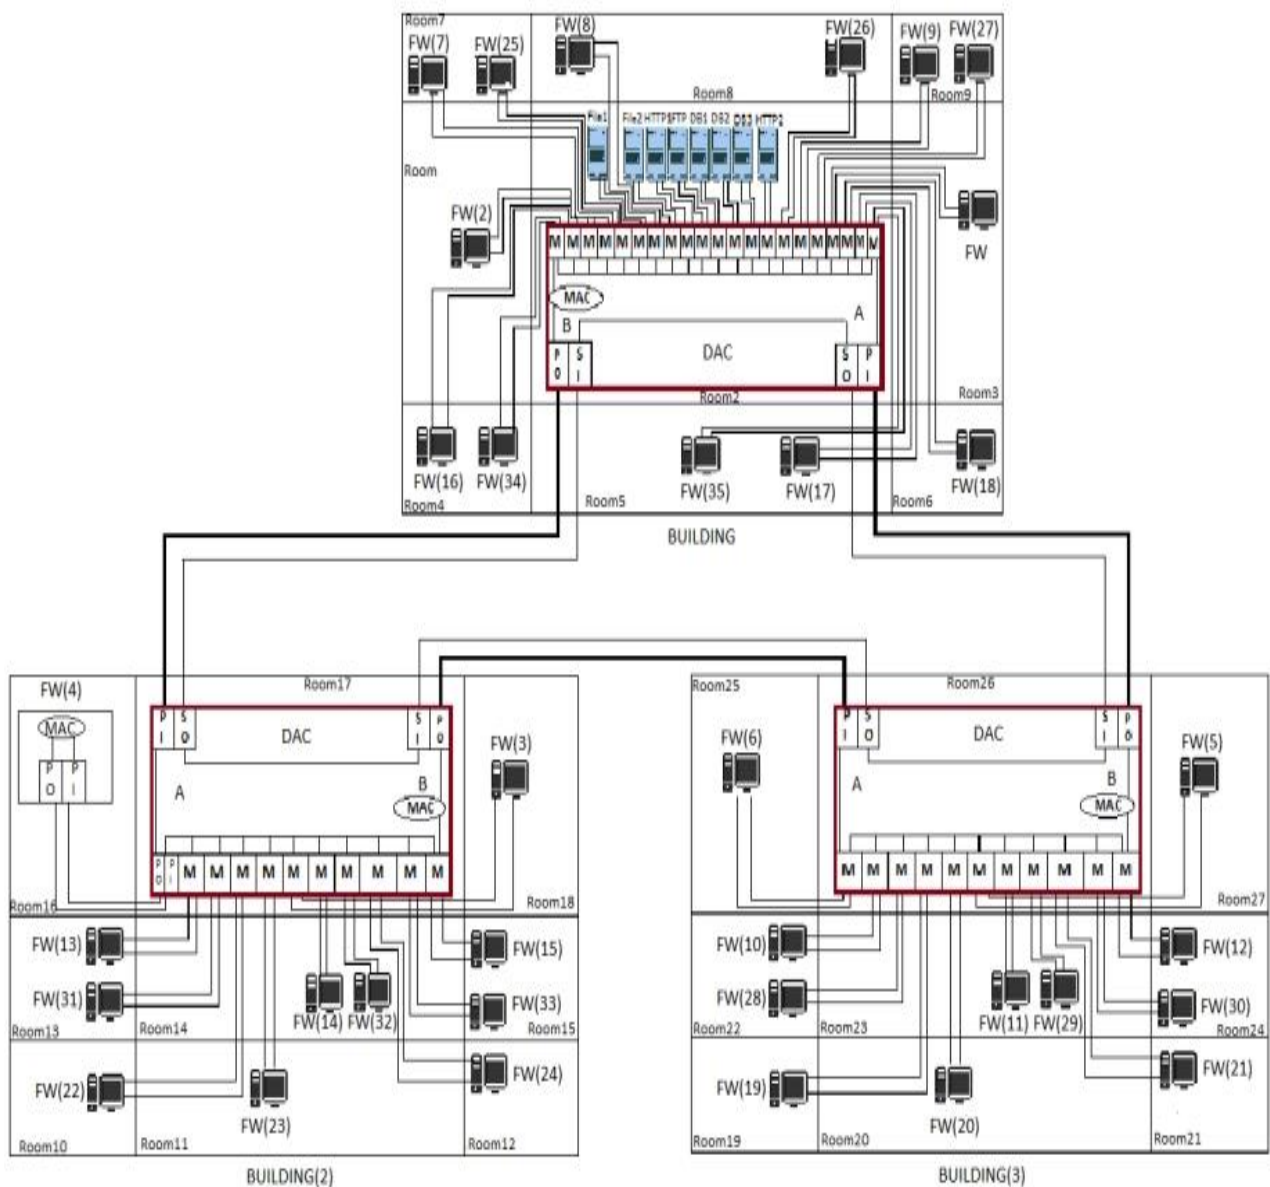 Room7
FW(7)
FW(25)
FW(8)
FW(26)
FW(9)
FW(27)
Room8
Room9
File1 File2 HTTP1 FTP DB1 DB2 DB3 HTTP2
Room
FW(2)
FW
M M M M M M M M M M M M M M M M M M M M
MAC
B
A
DAC
P S
O I
S P
O I
Room2
Room3
FW(16)
FW(34)
FW(35)
FW(17)
FW(18)
Room4
Room5
Room6
BUILDING
FW(4)
MAC
P P
O I
Room16
Room17
P S
I O
DAC
S P
I O
A
B
MAC
P P
O I
M M M M M M M M M M
FW(3)
Room18
FW(13)
FW(31)
Room13
Room14
FW(14)
FW(32)
FW(15)
FW(33)
Room15
FW(22)
FW(23)
FW(24)
Room10
Room11
Room12
BUILDING(2)
Room25
Room26
FW(6)
P S
I O
DAC
S P
I O
A
B
MAC
M M M M M M M M M M M
FW(5)
Room27
FW(10)
FW(28)
Room22
Room23
FW(11)
FW(29)
FW(12)
FW(30)
Room24
FW(19)
FW(20)
FW(21)
Room19
Room20
Room21
BUILDING(3)